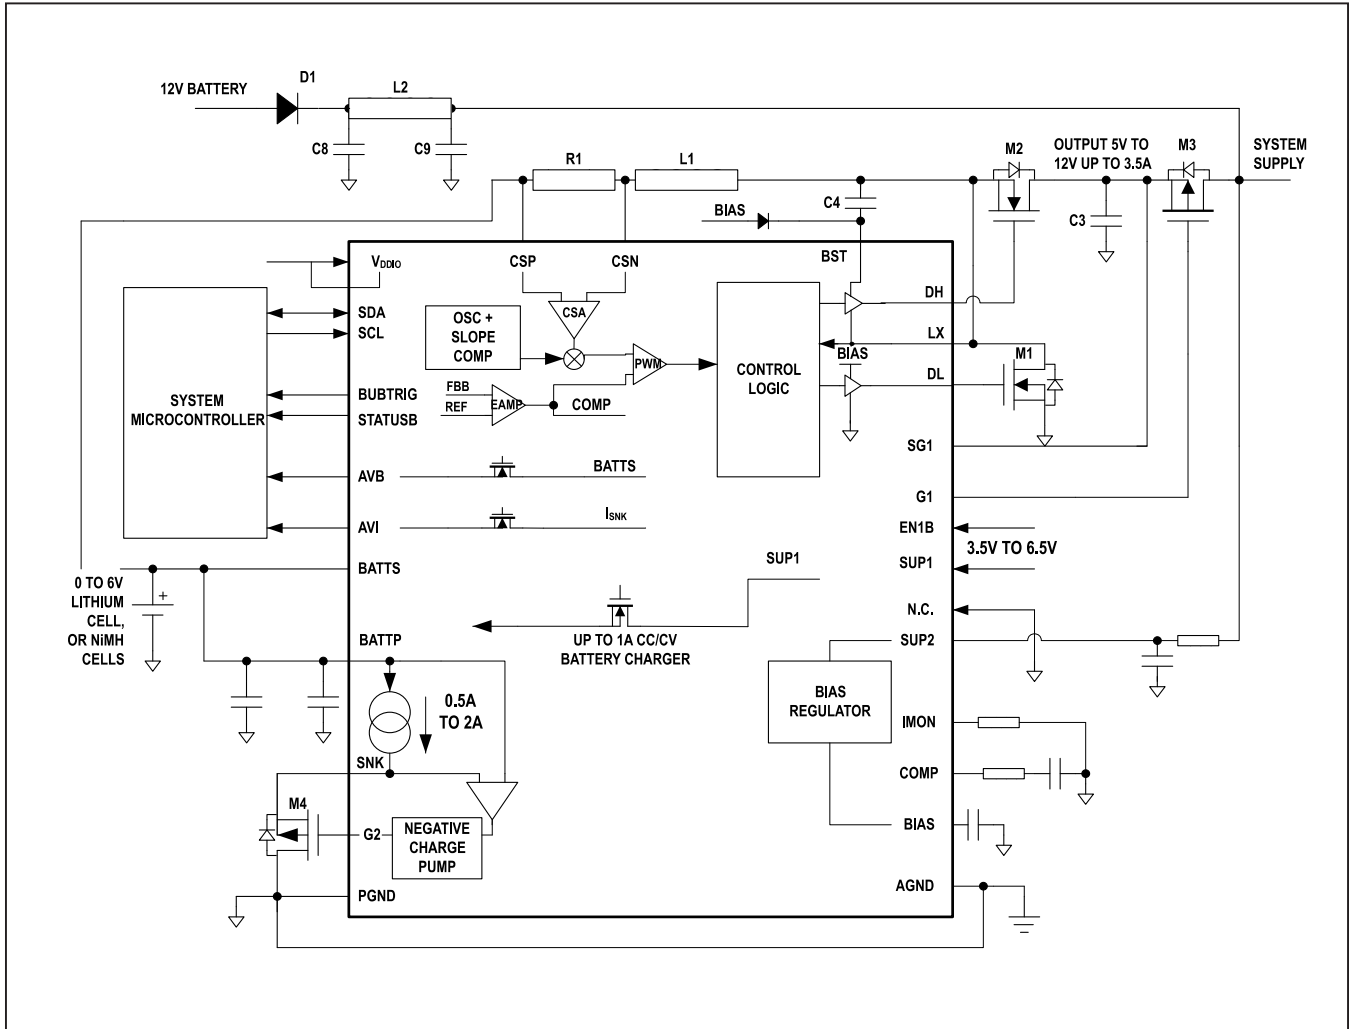 12V BATTERY
D1
L2
C8
C9
R1
L1
M2
OUTPUT 5V TO
12V UP TO 3.5A
M3
SYSTEM
SUPPLY
BIAS
C4
C3
VDDIO
CSP
CSN
BST
SDA
SCL
OSC +
SLOPE
COMP
CSA
PWM
CONTROL
LOGIC
DH
LX
BIAS
M1
DL
SYSTEM
MICROCONTROLLER
BUBTRIG
STATUSB
FBB
REF
EAMP
COMP
SG1
AVB
BATTS
G1
AVI
ISNK
EN1B
3.5V TO 6.5V
BATTS
SUP1
SUP1
0 TO 6V
LITHIUM
CELL,
OR NiMH
CELLS
+
N.C.
BATTP
UP TO 1A CC/CV
BATTERY CHARGER
SUP2
0.5A
TO 2A
BIAS
REGULATOR
IMON
SNK
COMP
M4
G2
NEGATIVE
CHARGE
PUMP
BIAS
PGND
AGND